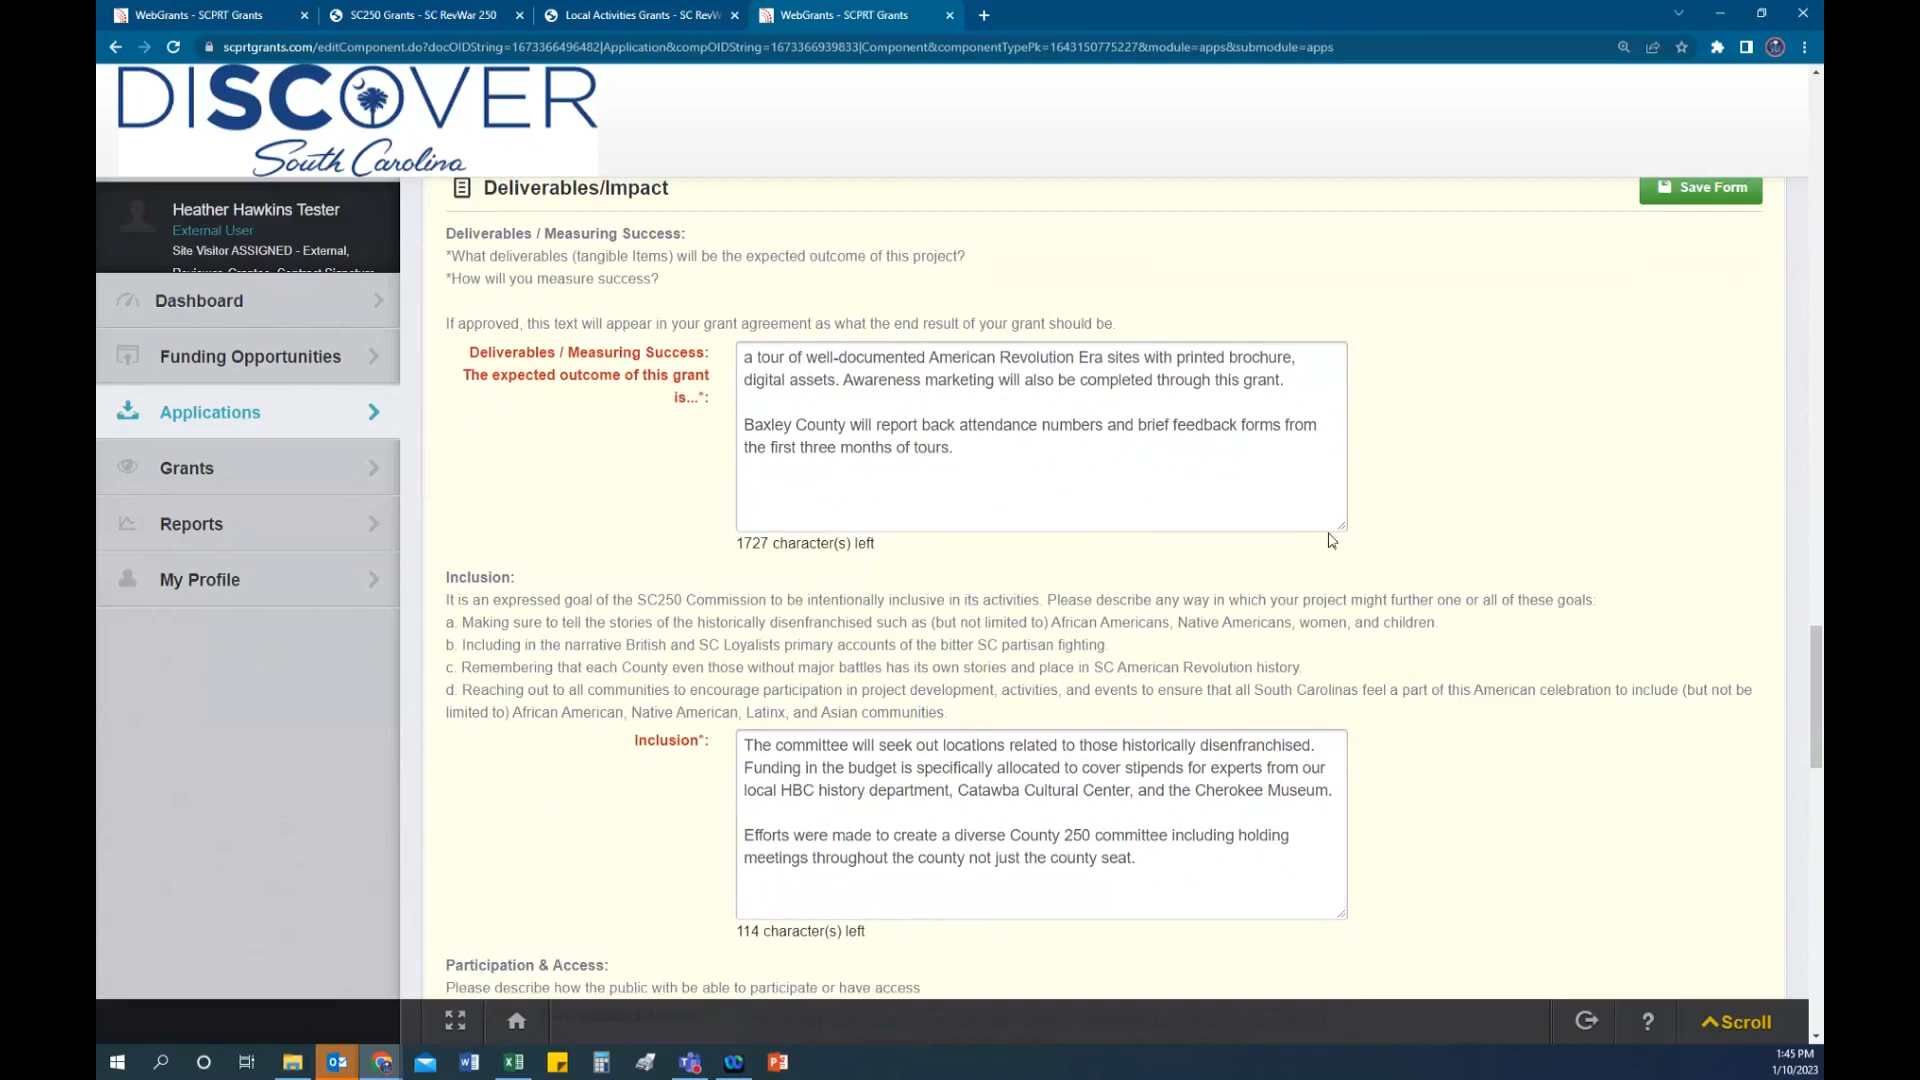 WebGrants - SCPRT Grants
SC250 Grants - SC RevWar 250
Local Activities Grants - SC RevW
WebGrants - SCPRT Grants
scprtgrants.com/editComponent.do?docOIDString=1673366496482|Application&compOIDString=1673366939833|Component&componentTypePk=1643150775227&module=apps&submodule=apps
DISCOVER
South Carolina
Heather Hawkins Tester
External User
Site Visitor ASSIGNED - External,
Reviewer, Grantee, Contract Signature
Dashboard
Funding Opportunities
Applications
Grants
Reports
My Profile
Deliverables/Impact
Save Form
Deliverables / Measuring Success:
*What deliverables (tangible Items) will be the expected outcome of this project?
*How will you measure success?
If approved, this text will appear in your grant agreement as what the end result of your grant should be.
Deliverables / Measuring Success:
The expected outcome of this grant
is...*:
a tour of well-documented American Revolution Era sites with printed brochure,
digital assets. Awareness marketing will also be completed through this grant.
Baxley County will report back attendance numbers and brief feedback forms from
the first three months of tours.
1727 character(s) left
Inclusion:
It is an expressed goal of the SC250 Commission to be intentionally inclusive in its activities. Please describe any way in which your project might further one or all of these goals:
a. Making sure to tell the stories of the historically disenfranchised such as (but not limited to) African Americans, Native Americans, women, and children.
b. Including in the narrative British and SC Loyalists primary accounts of the bitter SC partisan fighting.
c. Remembering that each County even those without major battles has its own stories and place in SC American Revolution history.
d. Reaching out to all communities to encourage participation in project development, activities, and events to ensure that all South Carolinas feel a part of this American celebration to include (but not be
limited to) African American, Native American, Latinx, and Asian communities.
Inclusion*:
The committee will seek out locations related to those historically disenfranchised.
Funding in the budget is specifically allocated to cover stipends for experts from our
local HBC history department, Catawba Cultural Center, and the Cherokee Museum.
Efforts were made to create a diverse County 250 committee including holding
meetings throughout the county not just the county seat.
114 character(s) left
Participation & Access:
Please describe how the public with be able to participate or have access
Scroll
1:45 PM
1/10/2023